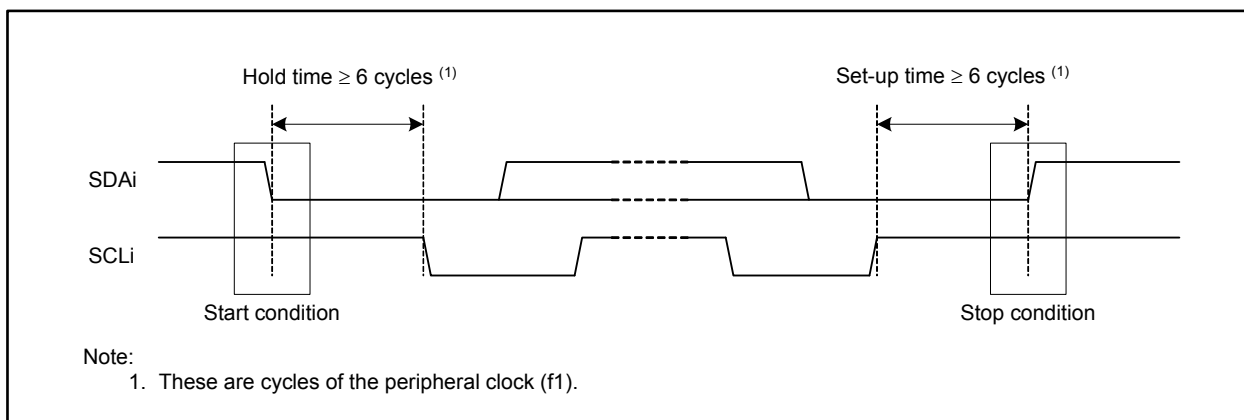 Hold time ≥ 6 cycles (1)
Set-up time ≥ 6 cycles (1)
SDAi
SCLi
Start condition
Stop condition
Note:
1. These are cycles of the peripheral clock (f1).